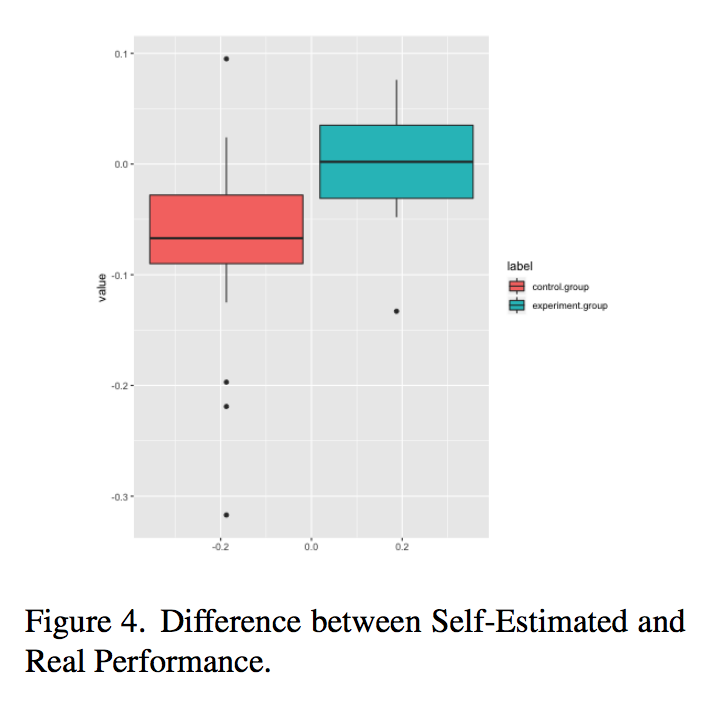 0.1
0.0
-0.1
-0.2
-0.3
value
-0.2 0.0 0.2
label
control.group
experiment.group
Figure 4. Difference between Self-Estimated and
Real Performance.